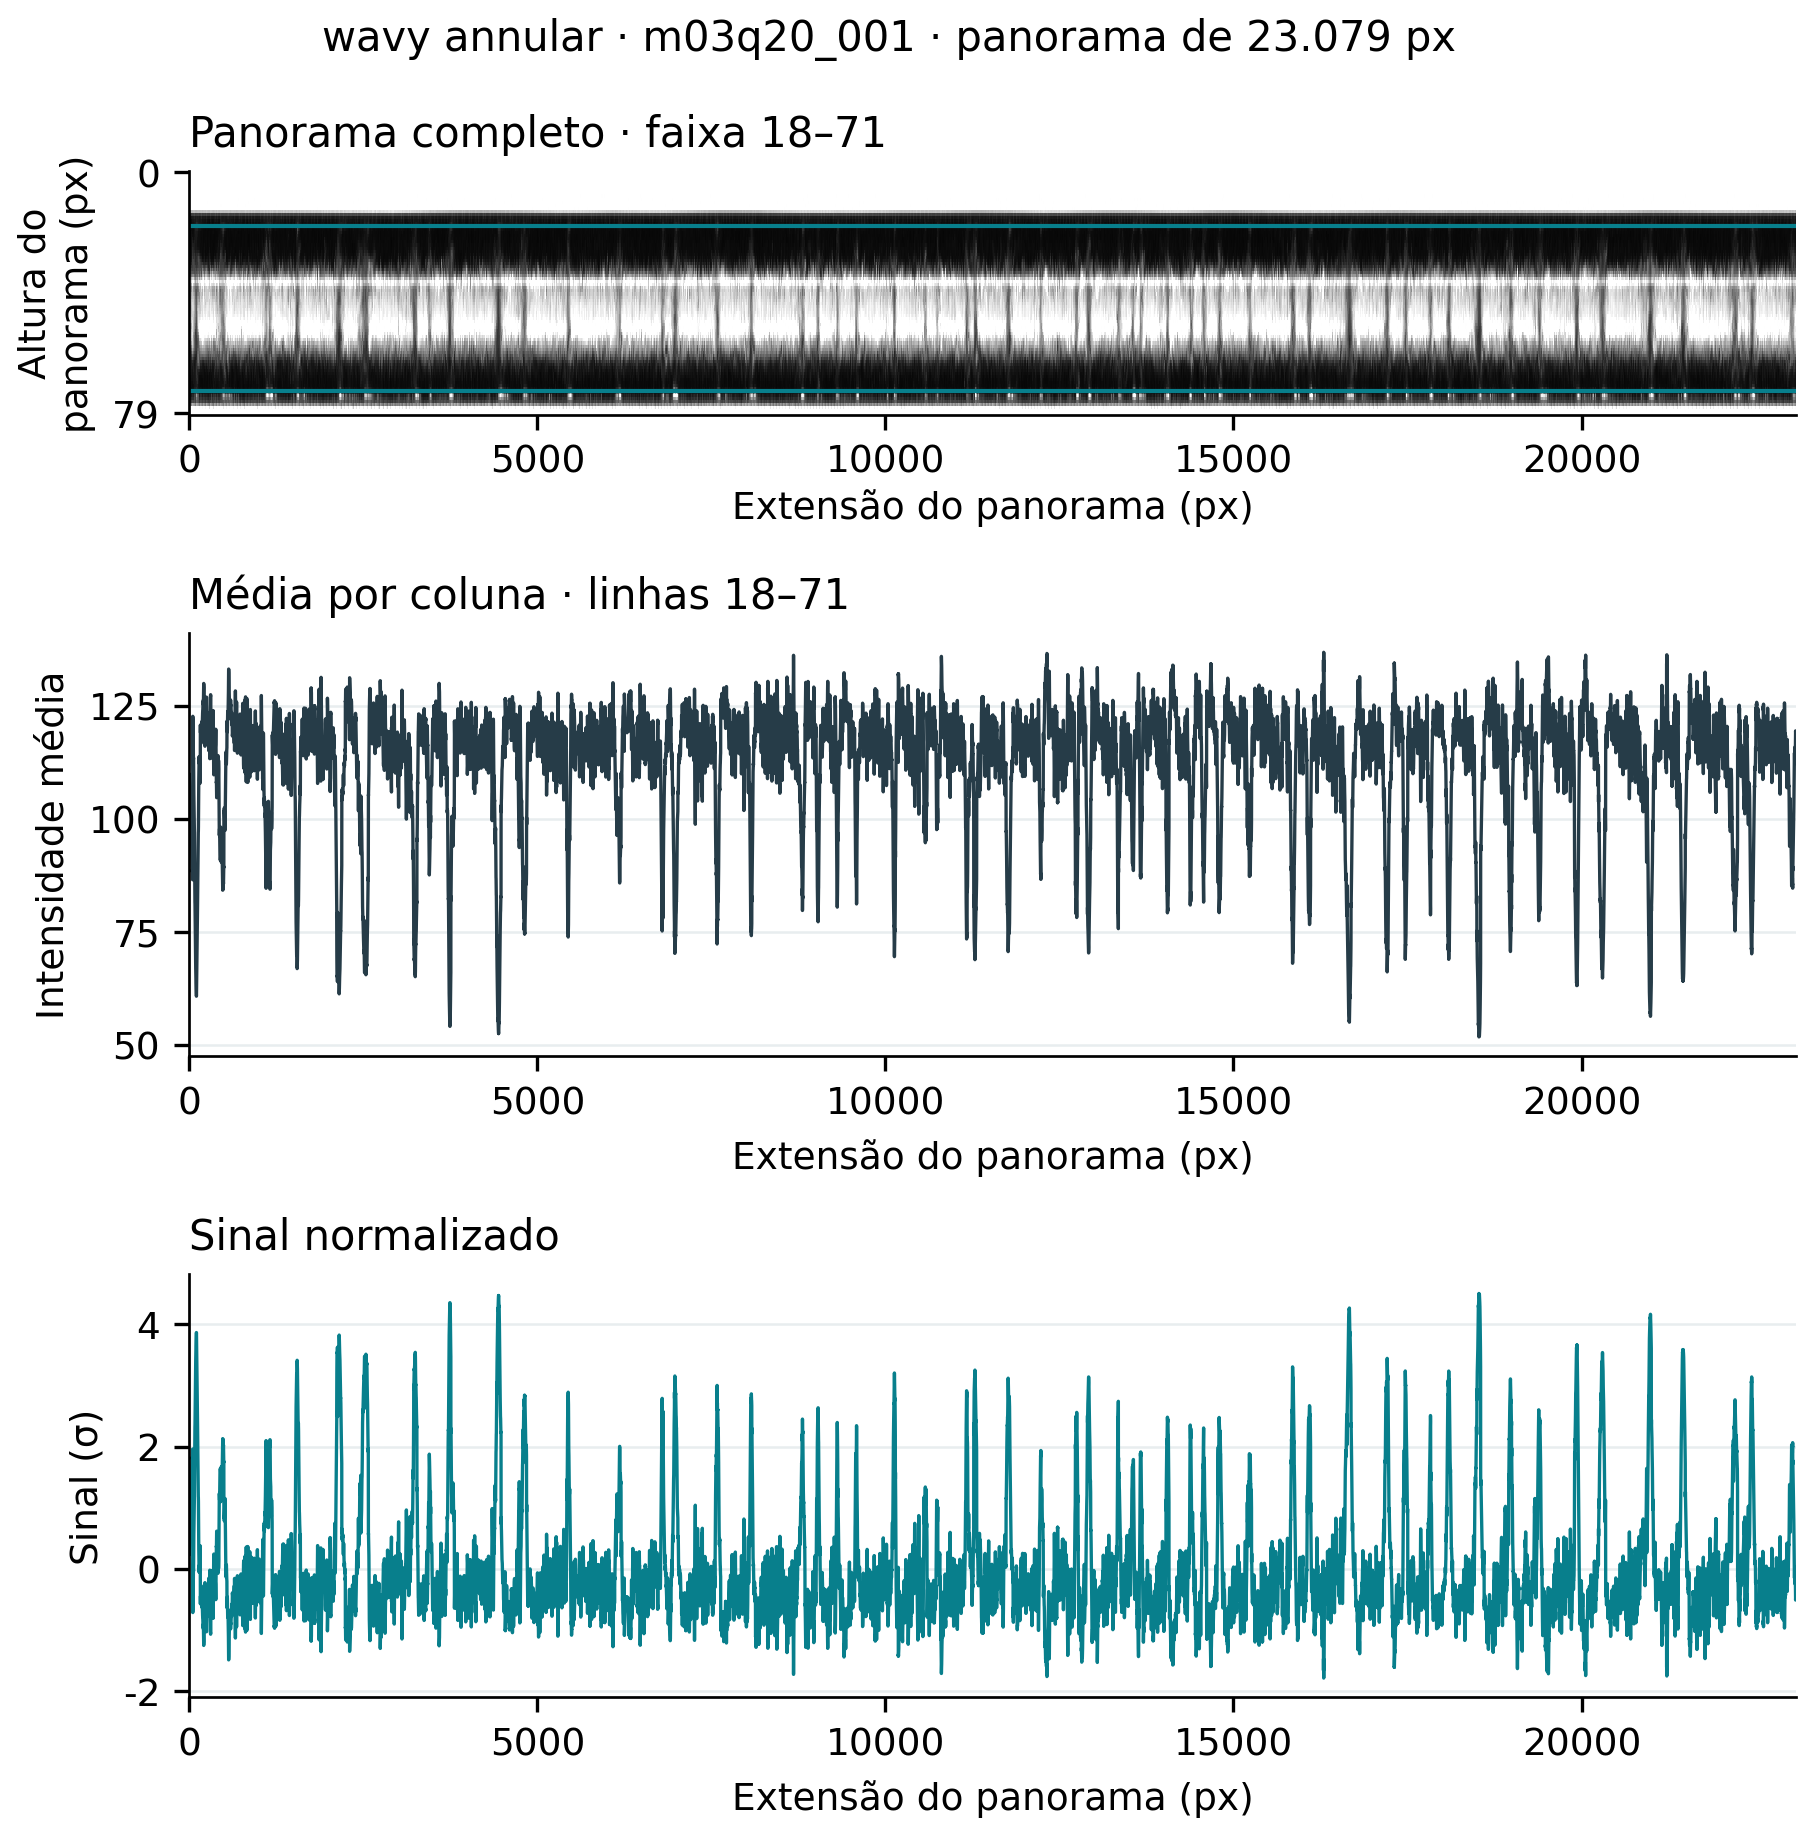 wavy annular · m03q20_001 · panorama de 23.079 px
Panorama completo · faixa 18–71
Altura do
panorama (px)
0
79
0 5000 10000 15000 20000
Extensão do panorama (px)
Média por coluna · linhas 18–71
Intensidade média
125
100
75
50
0 5000 10000 15000 20000
Extensão do panorama (px)
Sinal normalizado
Sinal (σ)
4
2
0
-2
0 5000 10000 15000 20000
Extensão do panorama (px)